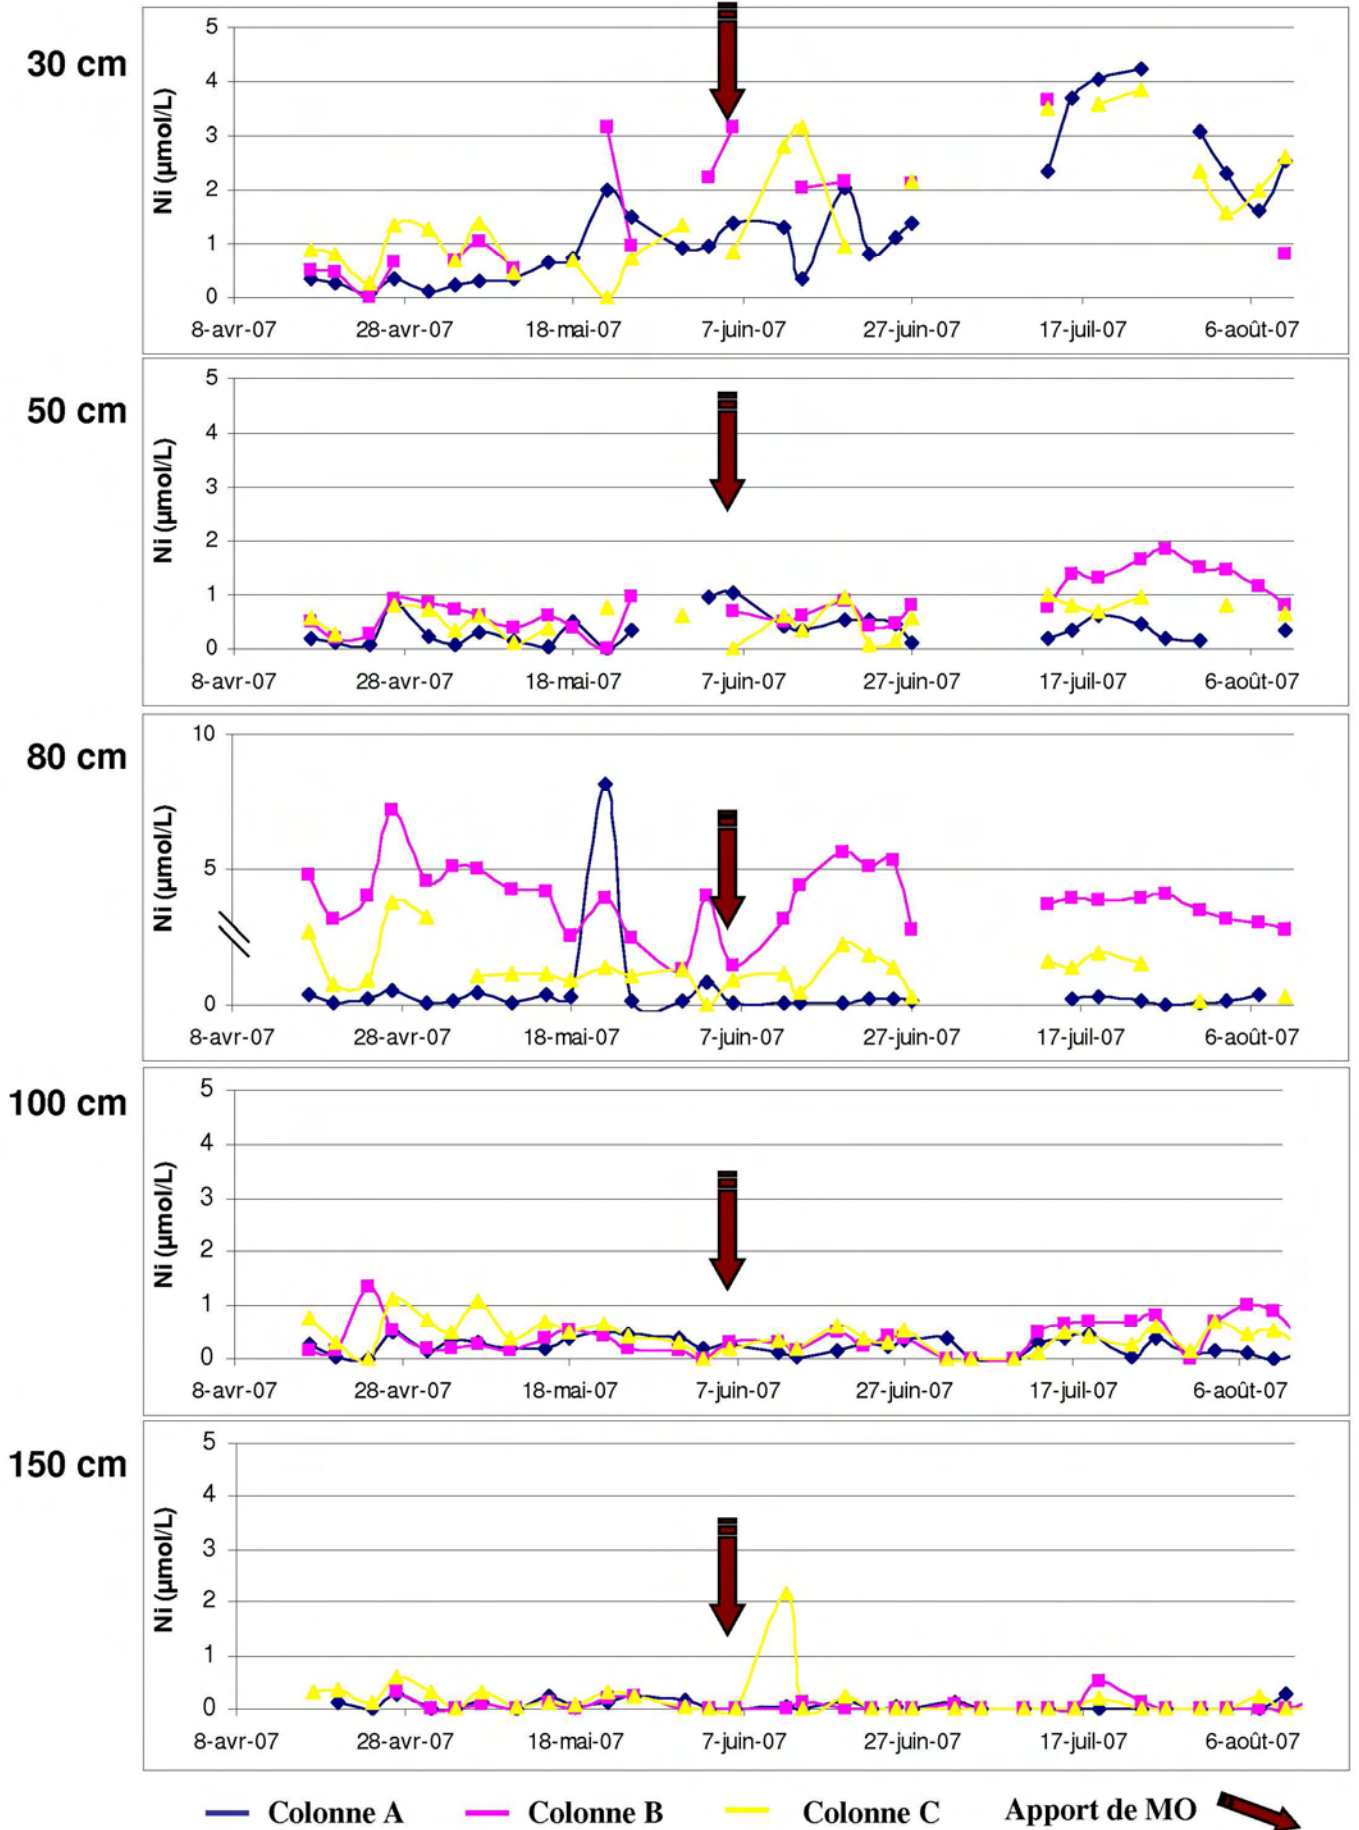 30 cm
Ni (µmol/L)
5
4
3
2
1
0
8-avr-07 28-avr-07 18-mai-07 7-juin-07 27-juin-07 17-juil-07 6-août-07
50 cm
Ni (µmol/L)
5
4
3
2
1
0
8-avr-07 28-avr-07 18-mai-07 7-juin-07 27-juin-07 17-juil-07 6-août-07
80 cm
Ni (µmol/L)
10
5
0
8-avr-07 28-avr-07 18-mai-07 7-juin-07 27-juin-07 17-juil-07 6-août-07
100 cm
Ni (µmol/L)
5
4
3
2
1
0
8-avr-07 28-avr-07 18-mai-07 7-juin-07 27-juin-07 17-juil-07 6-août-07
150 cm
Ni (µmol/L)
5
4
3
2
1
0
8-avr-07 28-avr-07 18-mai-07 7-juin-07 27-juin-07 17-juil-07 6-août-07
Colonne A Colonne B Colonne C Apport de MO